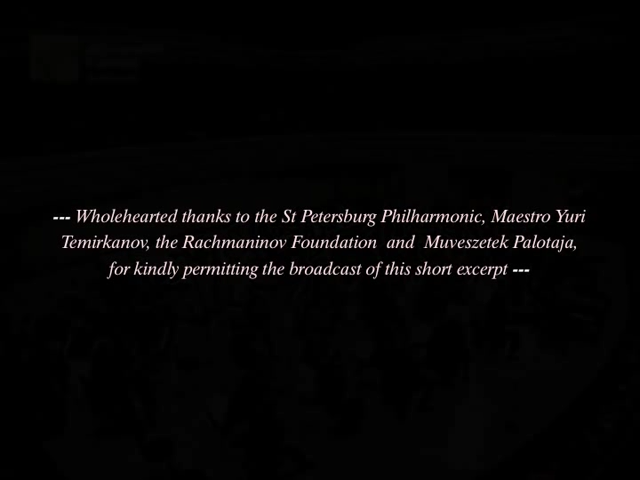 --- Wholehearted thanks to the St Petersburg Philharmonic, Maestro Yuri
Temirkanov, the Rachmaninov Foundation  and  Muveszetek Palotaja,
for kindly permitting the broadcast of this short excerpt ---